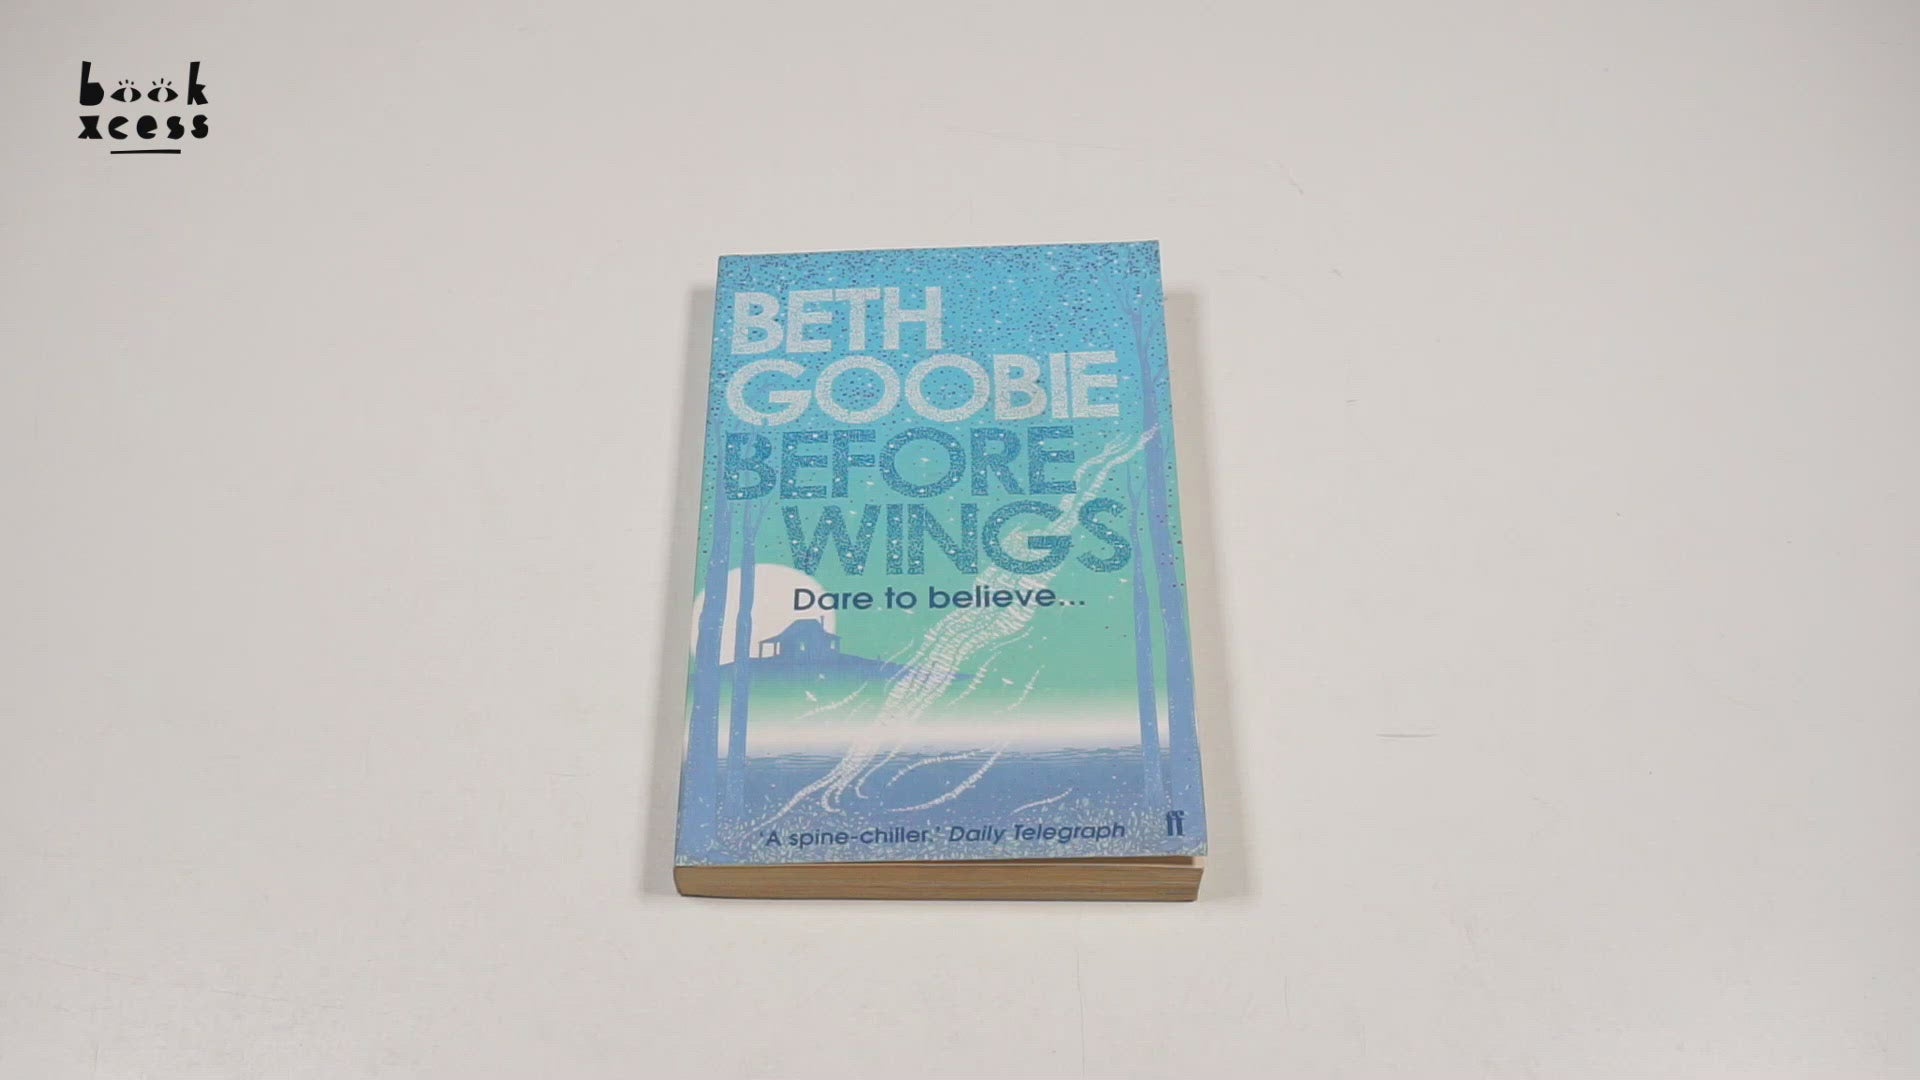 book
xcess
BETH
GOOBIE
BEFORE
WINGS
Dare to believe...
'A spine-chiller.' Daily Telegraph
ff